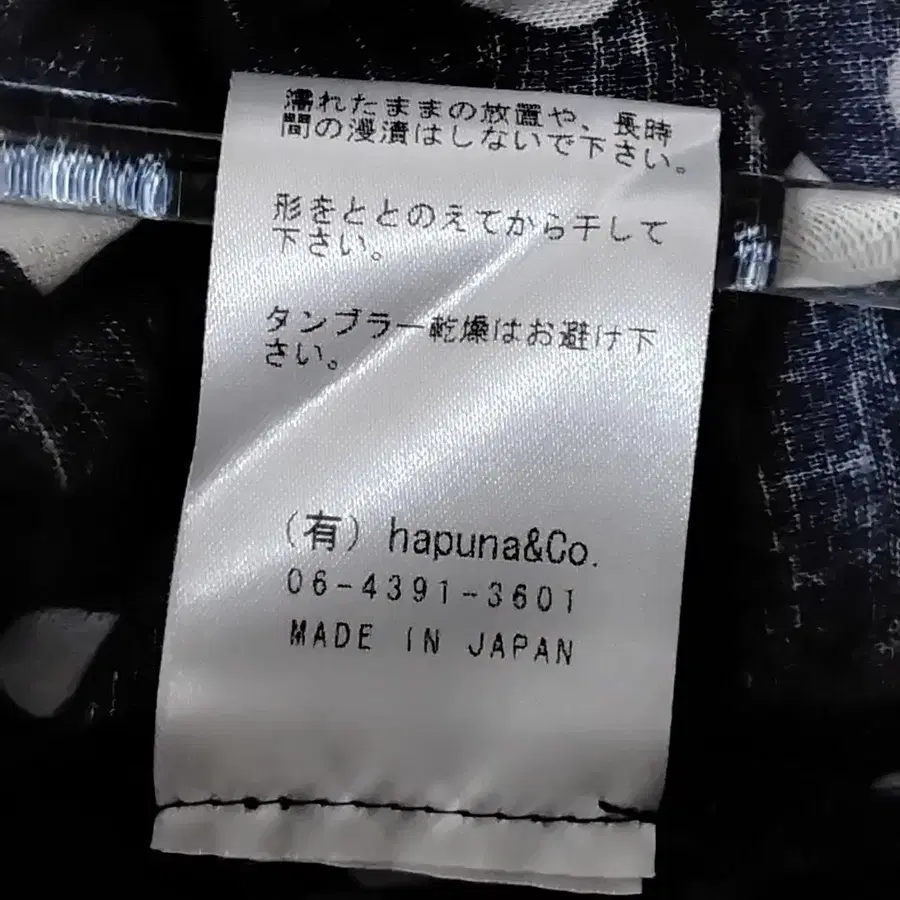 濡れたままの放置や、長時
間の浸漬はしないで下さい。
形をととのえてから干して
下さい。
タンブラー乾燥はお避け下
さい。
(有) hapuna&Co.
06-4391-3601
MADE IN JAPAN